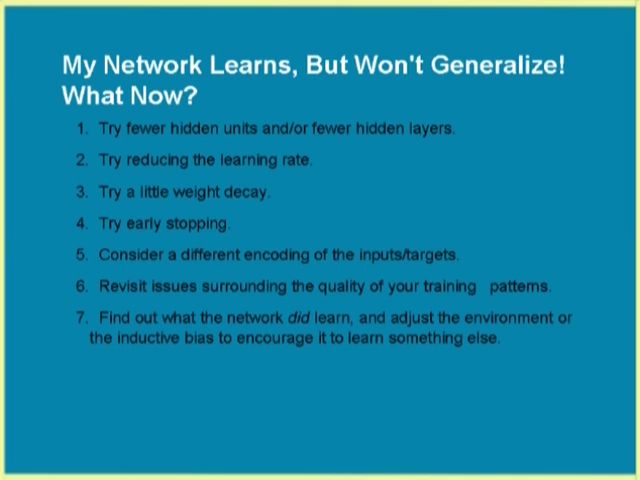 My Network Learns, But Won't Generalize!
What Now?
1. Try fewer hidden units and/or fewer hidden layers.
2. Try reducing the learning rate.
3. Try a little weight decay.
4. Try early stopping.
5. Consider a different encoding of the inputs/targets.
6. Revisit issues surrounding the quality of your training patterns.
7. Find out what the network did learn, and adjust the environment or
the inductive bias to encourage it to learn something else.